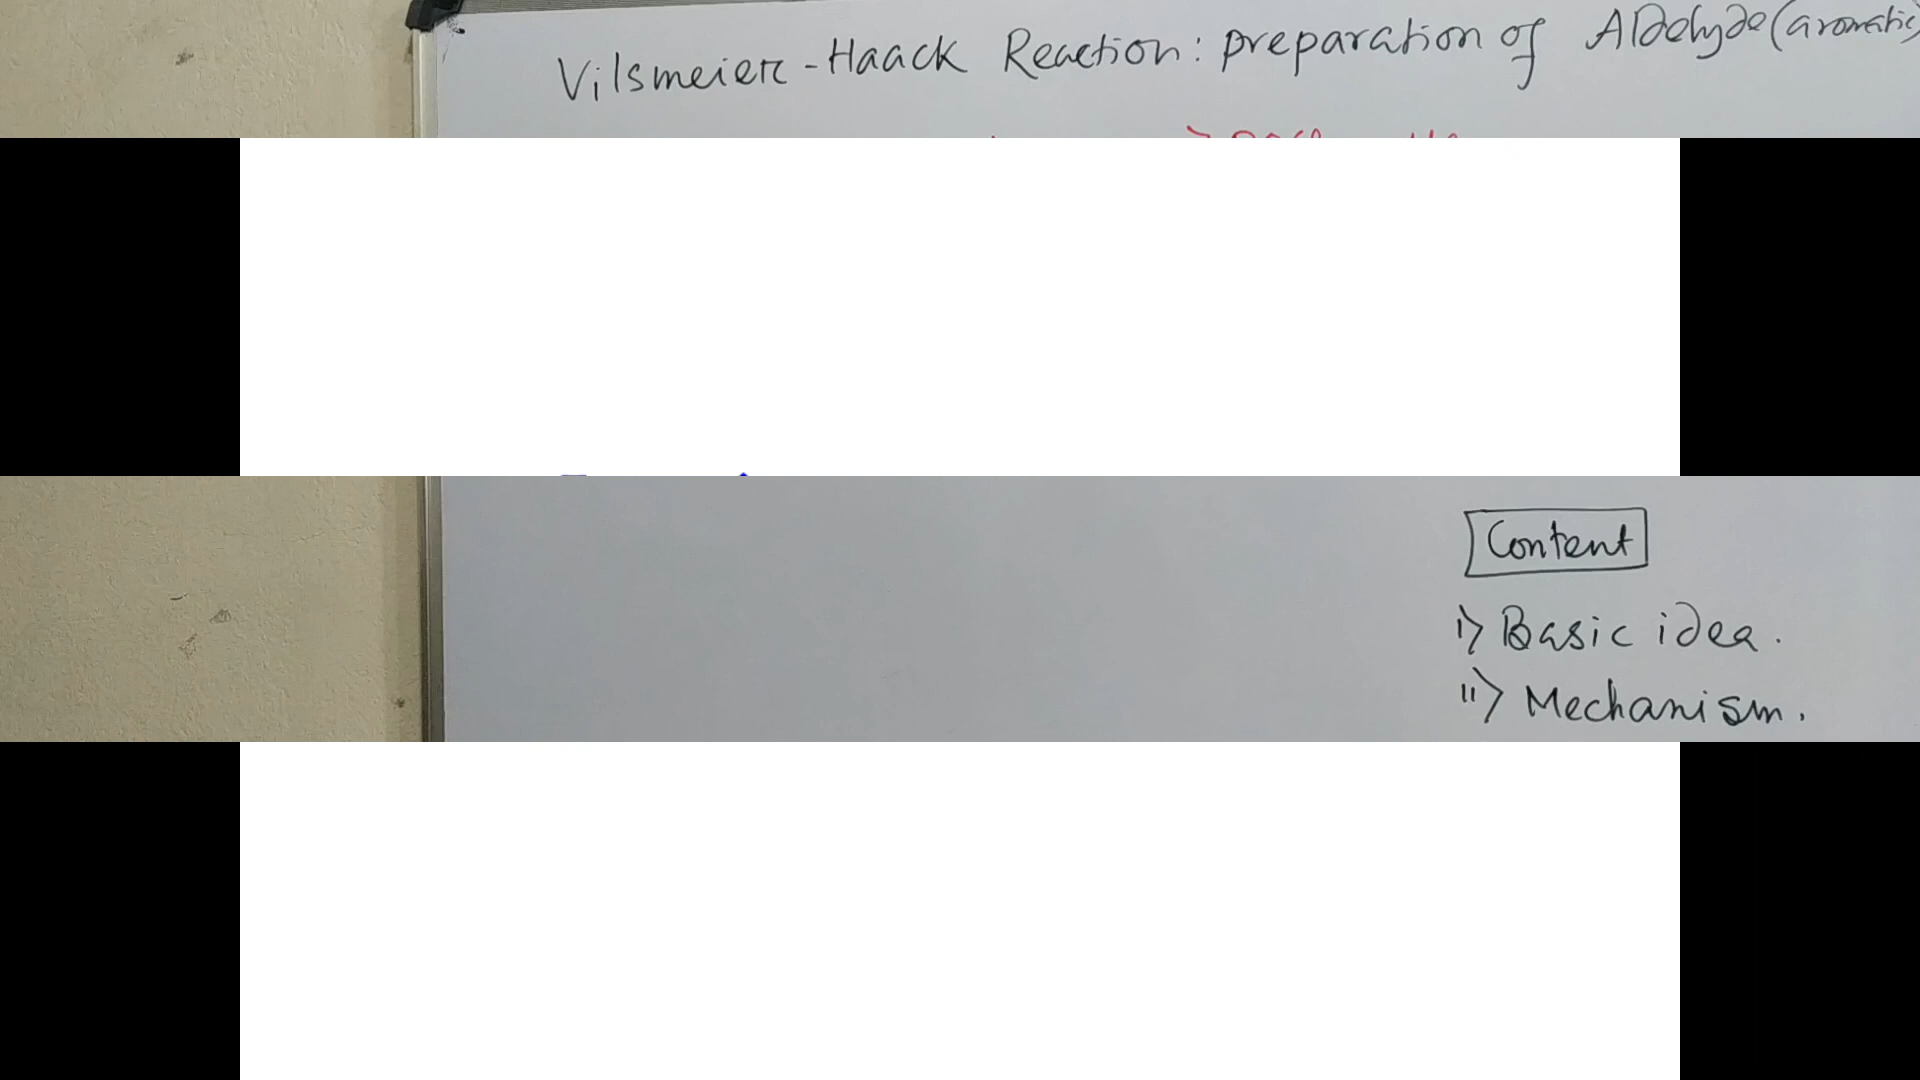 Vilsmeier-Haack Reaction: preparation of Aldehyde (aromatic)
Content
i> Basic idea.
ii> Mechanism.